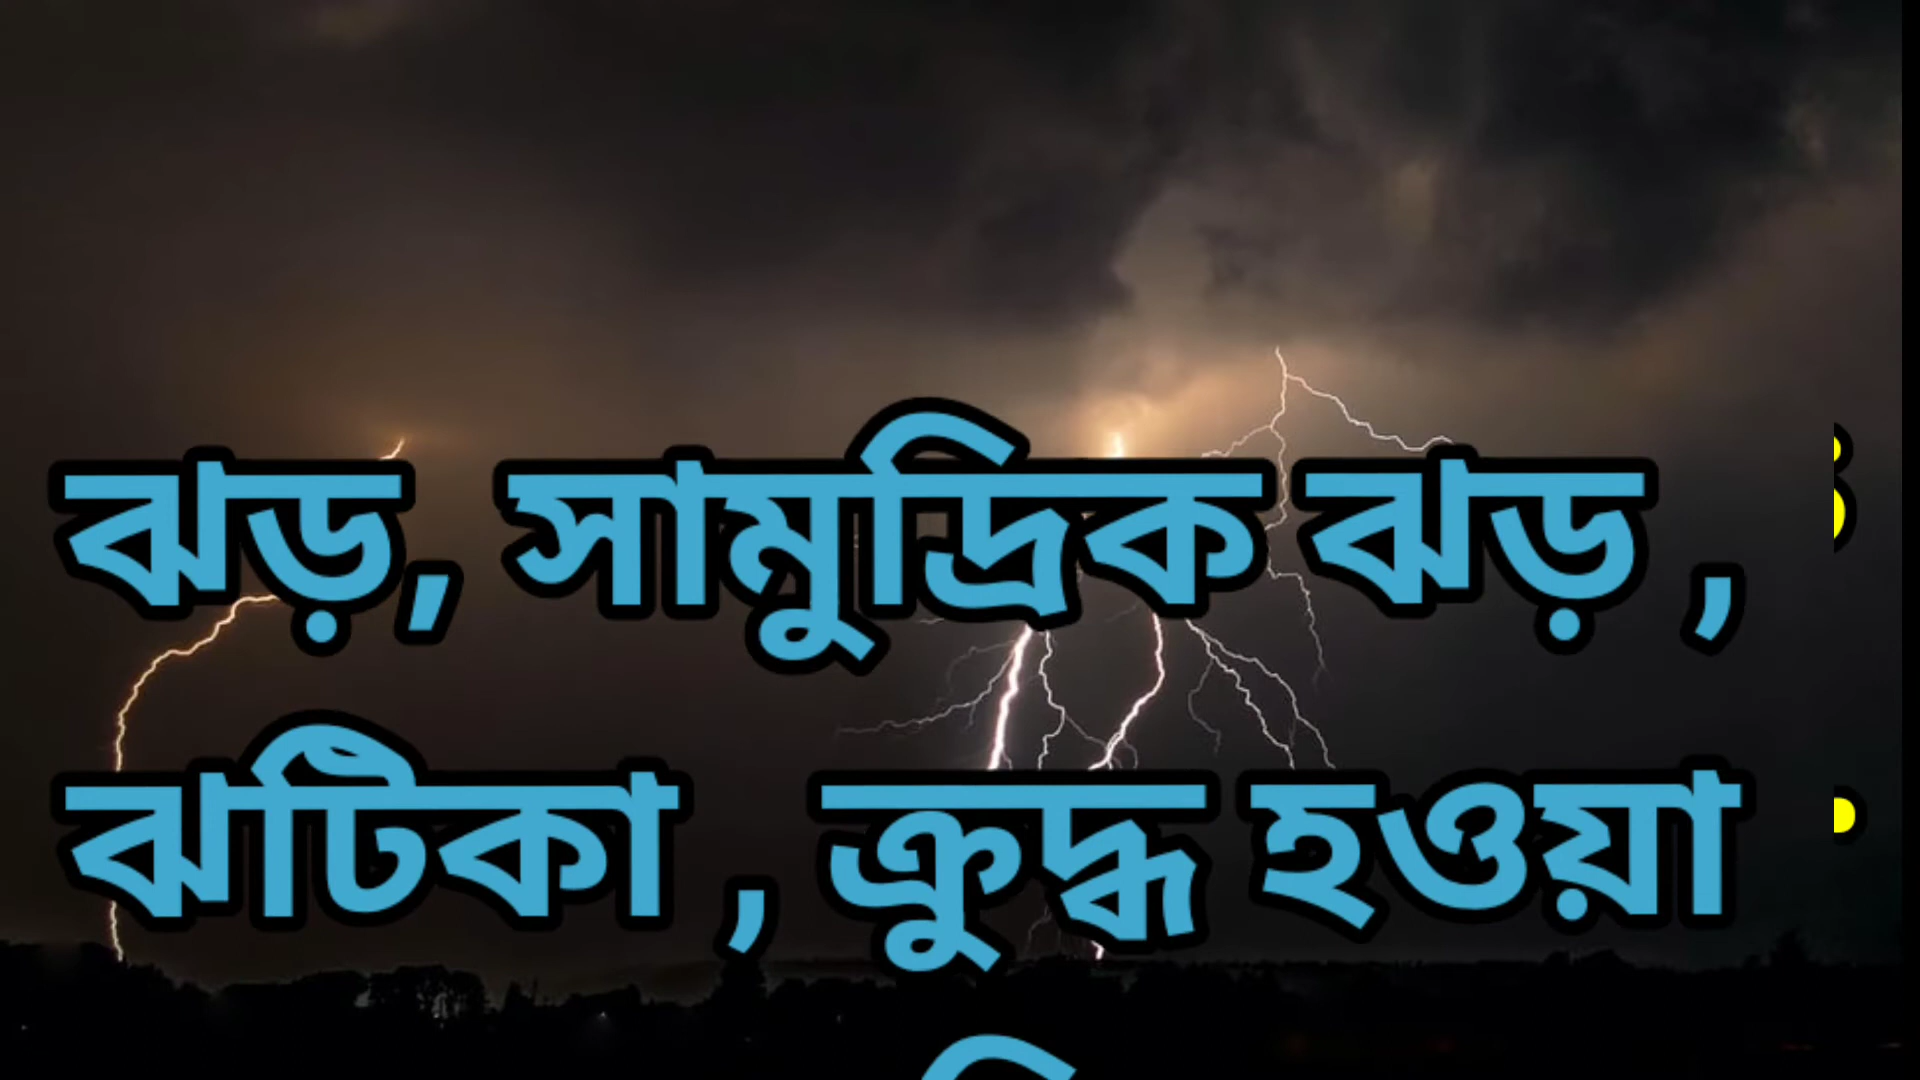 ঝড়, সামুদ্রিক ঝড় ,
ঝটিকা , ক্রুদ্ধ হওয়া